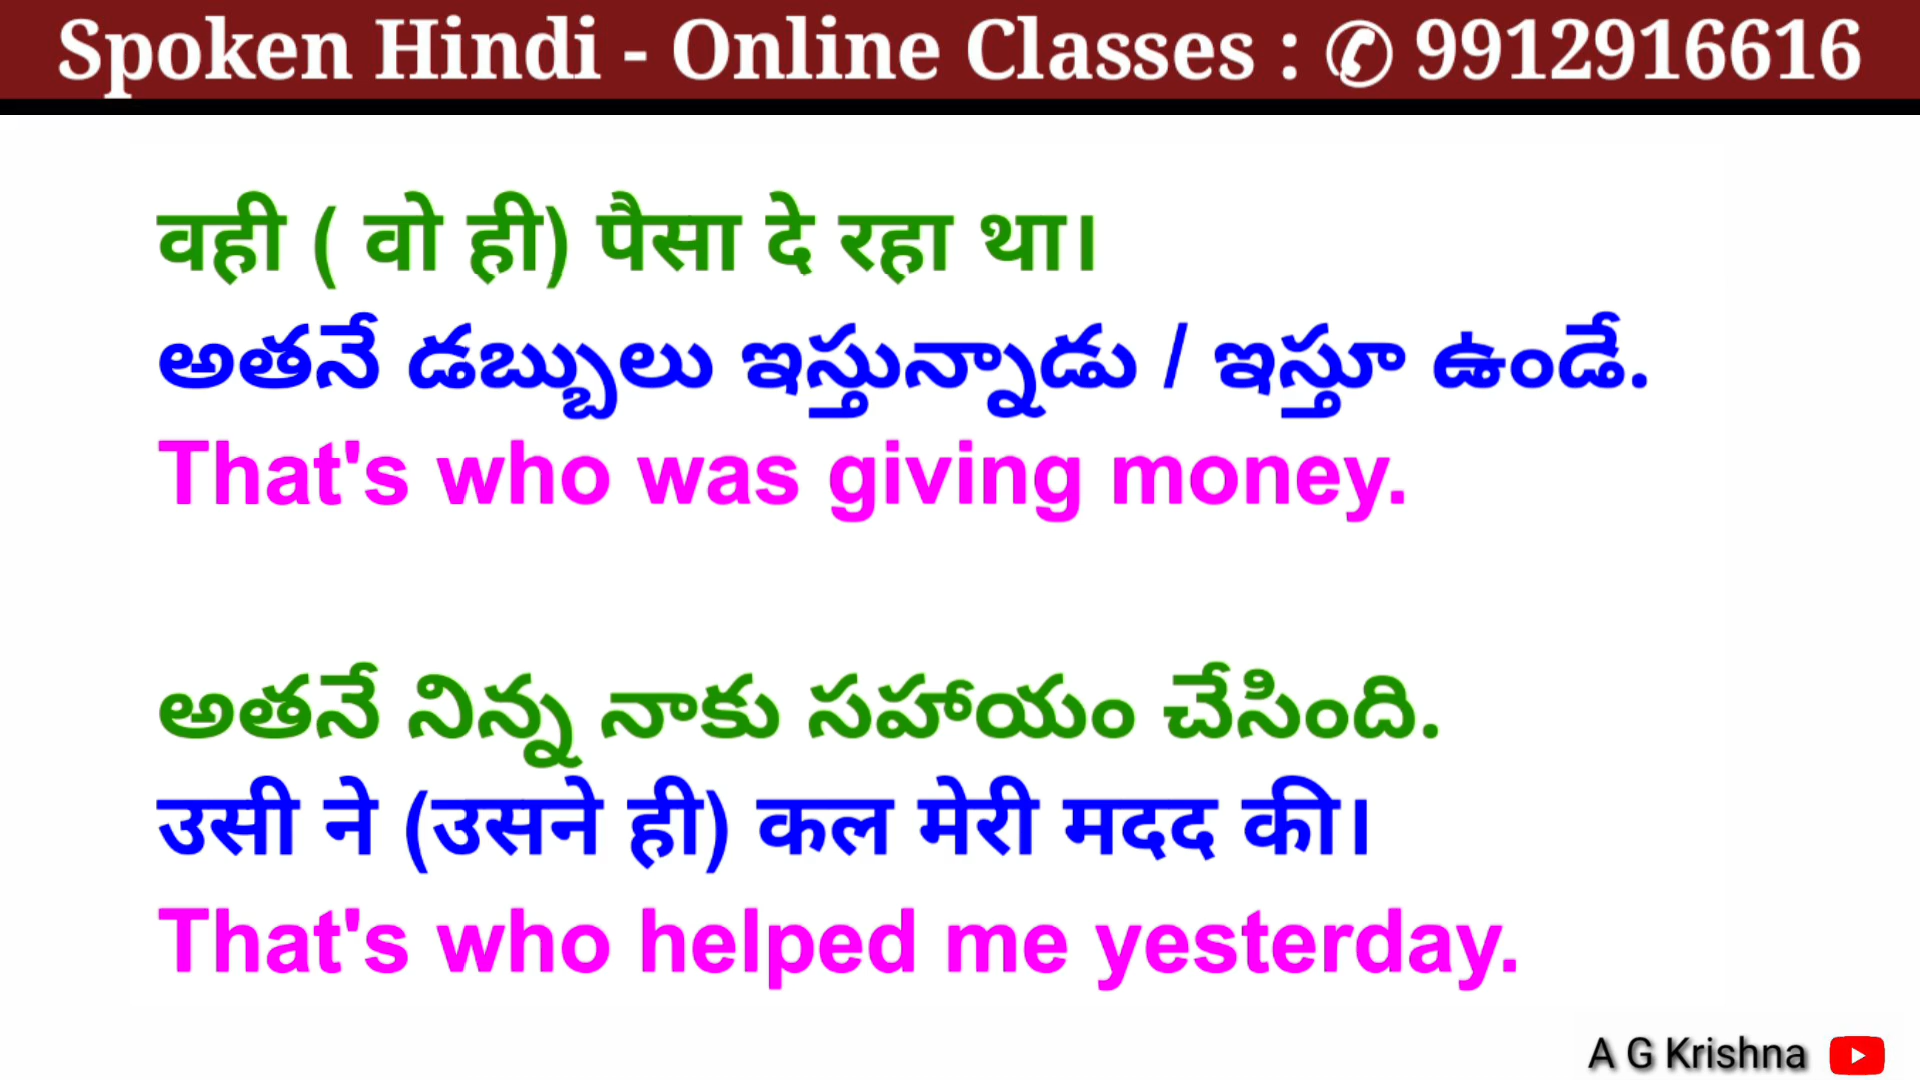 Spoken Hindi - Online Classes : ✆ 9912916616
वही ( वो ही) पैसा दे रहा था।
అతనే డబ్బులు ఇస్తున్నాడు / ఇస్తూ ఉండే.
That's who was giving money.
అతనే నిన్న నాకు సహాయం చేసింది.
उसी ने (उसने ही) कल मेरी मदद की।
That's who helped me yesterday.
A G Krishna